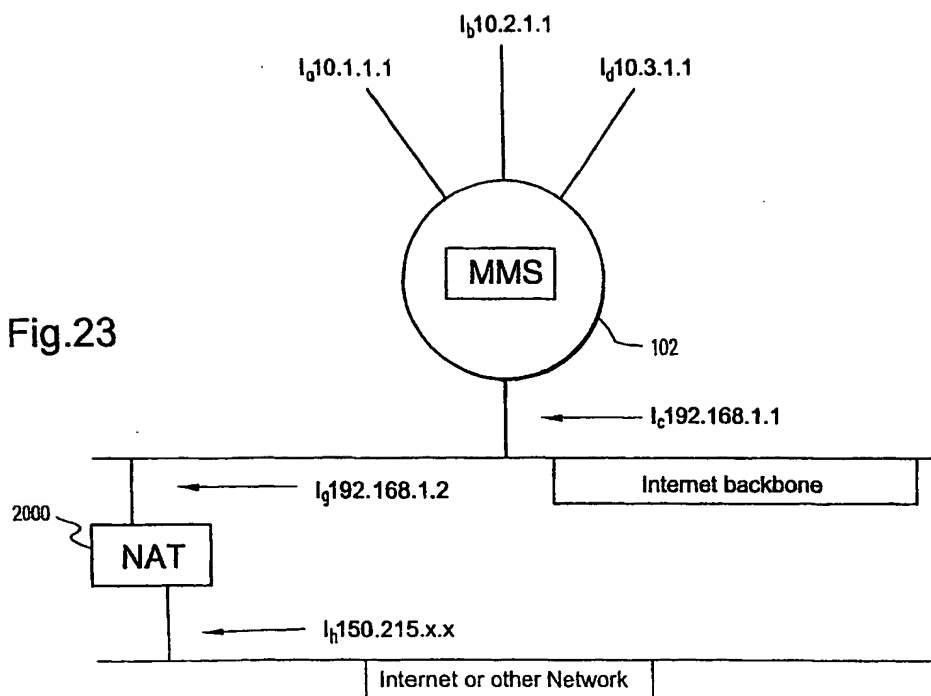 Ib10.2.1.1
Ia10.1.1.1
Id10.3.1.1
MMS
Fig.23
102
Ic192.168.1.1
Ig192.168.1.2
Internet backbone
2000
NAT
Ih150.215.x.x
Internet or other Network